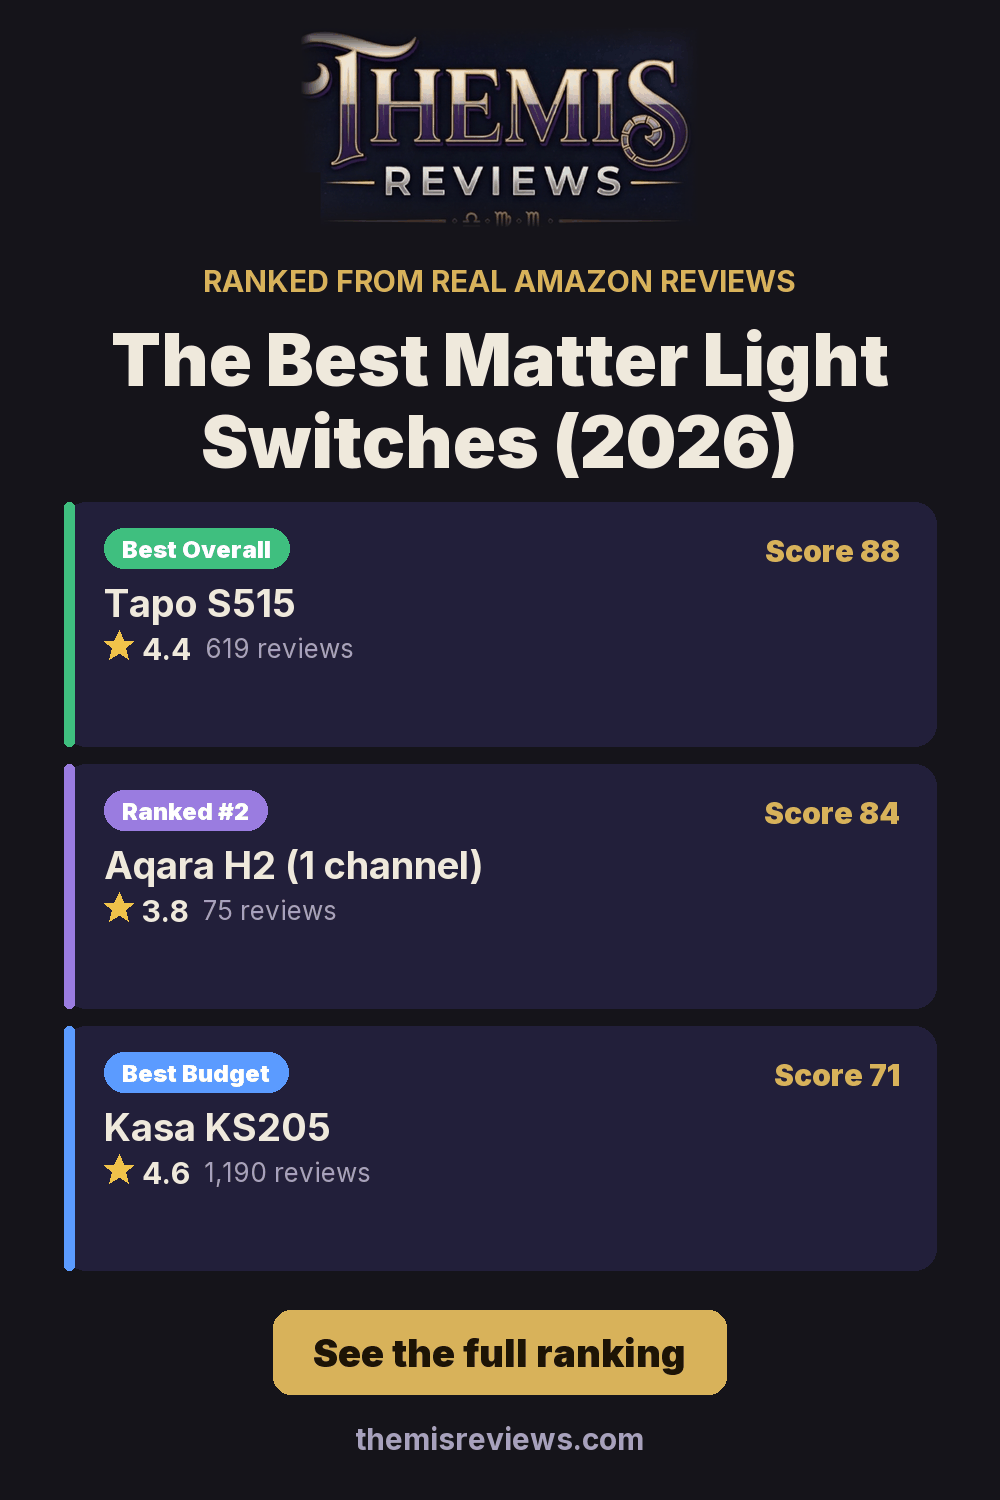 THEMIS
REVIEWS
♎ · ♍ · ♏
RANKED FROM REAL AMAZON REVIEWS
The Best Matter Light
Switches (2026)
Best Overall
Score 88
Tapo S515
4.4 619 reviews
Ranked #2
Score 84
Aqara H2 (1 channel)
3.8 75 reviews
Best Budget
Score 71
Kasa KS205
4.6 1,190 reviews
See the full ranking
themisreviews.com